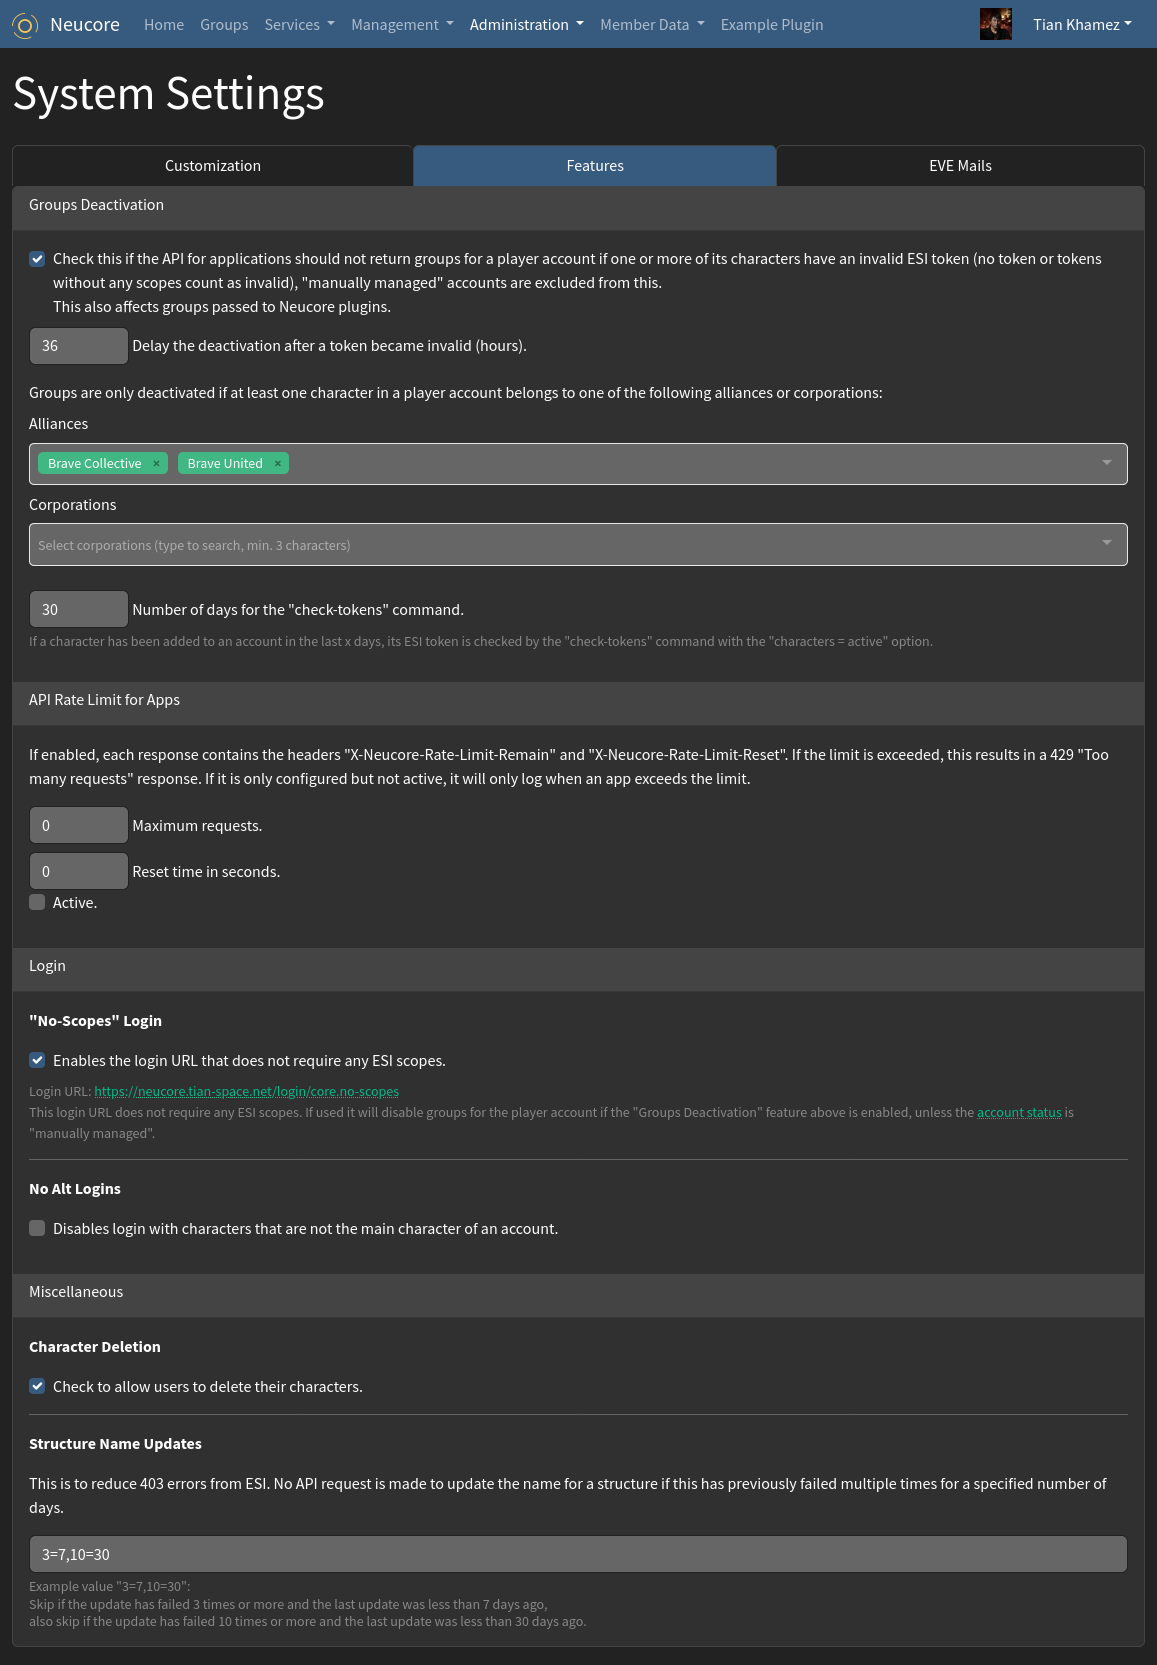 Neucore Home Groups Services Management Administration Member Data Example Plugin Tian Khamez
System Settings
Customization Features EVE Mails
Groups Deactivation
Check this if the API for applications should not return groups for a player account if one or more of its characters have an invalid ESI token (no token or tokens
without any scopes count as invalid), "manually managed" accounts are excluded from this.
This also affects groups passed to Neucore plugins.
36 Delay the deactivation after a token became invalid (hours).
Groups are only deactivated if at least one character in a player account belongs to one of the following alliances or corporations:
Alliances
Brave Collective × Brave United ×
Corporations
Select corporations (type to search, min. 3 characters)
30 Number of days for the "check-tokens" command.
If a character has been added to an account in the last x days, its ESI token is checked by the "check-tokens" command with the "characters = active" option.
API Rate Limit for Apps
If enabled, each response contains the headers "X-Neucore-Rate-Limit-Remain" and "X-Neucore-Rate-Limit-Reset". If the limit is exceeded, this results in a 429 "Too
many requests" response. If it is only configured but not active, it will only log when an app exceeds the limit.
0 Maximum requests.
0 Reset time in seconds.
Active.
Login
"No-Scopes" Login
Enables the login URL that does not require any ESI scopes.
Login URL: https://neucore.tian-space.net/login/core.no-scopes
This login URL does not require any ESI scopes. If used it will disable groups for the player account if the "Groups Deactivation" feature above is enabled, unless the account status is
"manually managed".
No Alt Logins
Disables login with characters that are not the main character of an account.
Miscellaneous
Character Deletion
Check to allow users to delete their characters.
Structure Name Updates
This is to reduce 403 errors from ESI. No API request is made to update the name for a structure if this has previously failed multiple times for a specified number of
days.
3=7,10=30
Example value "3=7,10=30":
Skip if the update has failed 3 times or more and the last update was less than 7 days ago,
also skip if the update has failed 10 times or more and the last update was less than 30 days ago.